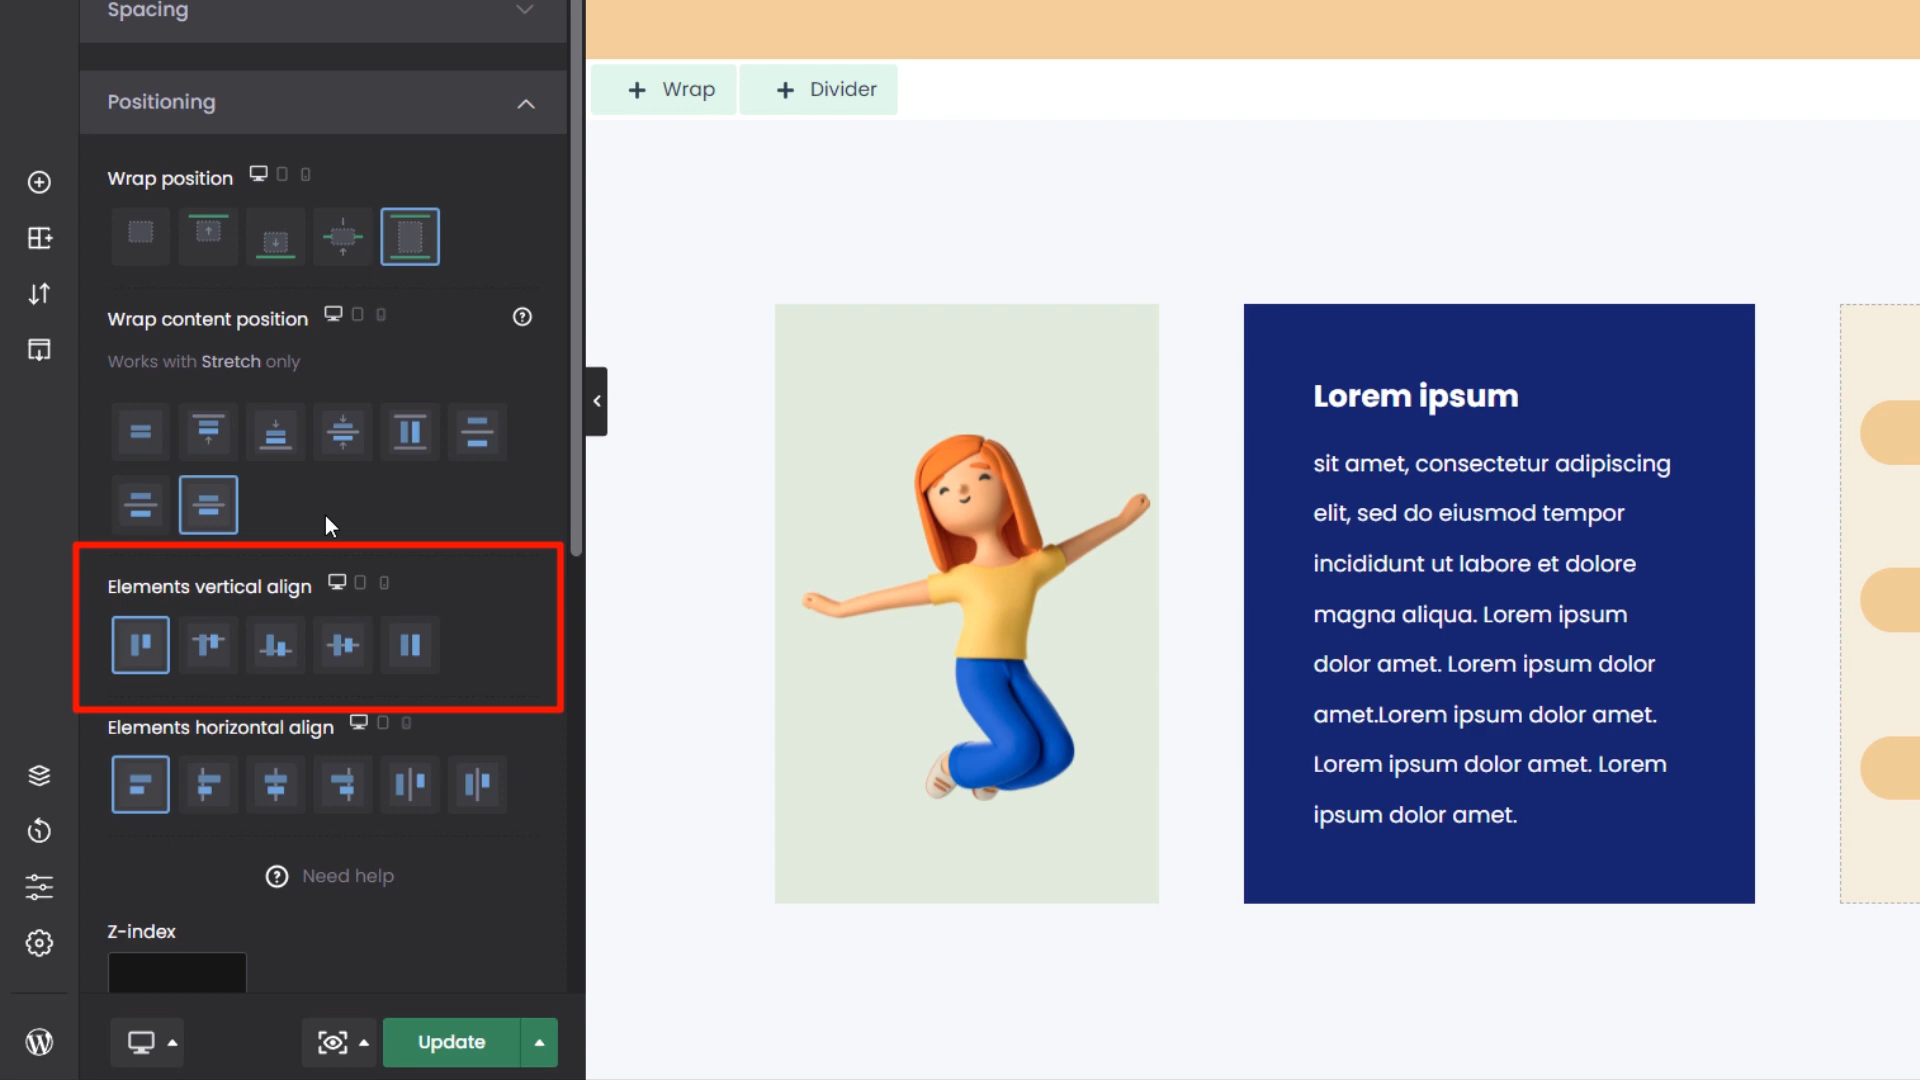 Spacing
Positioning
Wrap position
Wrap content position
Works with Stretch only
Elements vertical align
Elements horizontal align
Need help
Z-index
Update
Wrap
Divider
Lorem ipsum
sit amet, consectetur adipiscing
elit, sed do eiusmod tempor
incididunt ut labore et dolore
magna aliqua. Lorem ipsum
dolor amet. Lorem ipsum dolor
amet.Lorem ipsum dolor amet.
Lorem ipsum dolor amet. Lorem
ipsum dolor amet.